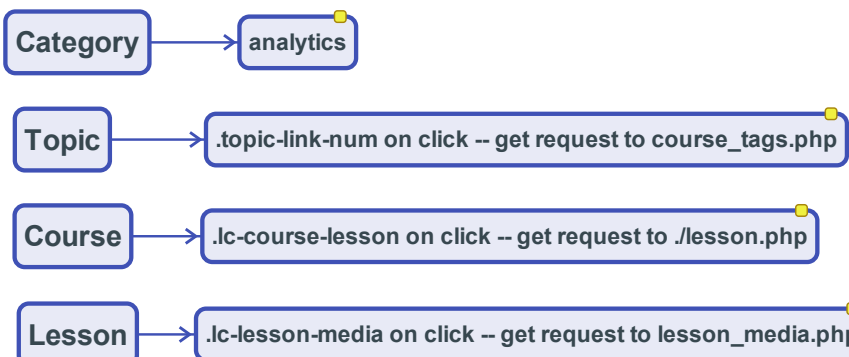 Category
analytics
Topic
.topic-link-num on click -- get request to course_tags.php
Course
.lc-course-lesson on click -- get request to ./lesson.php
Lesson
.lc-lesson-media on click -- get request to lesson_media.php